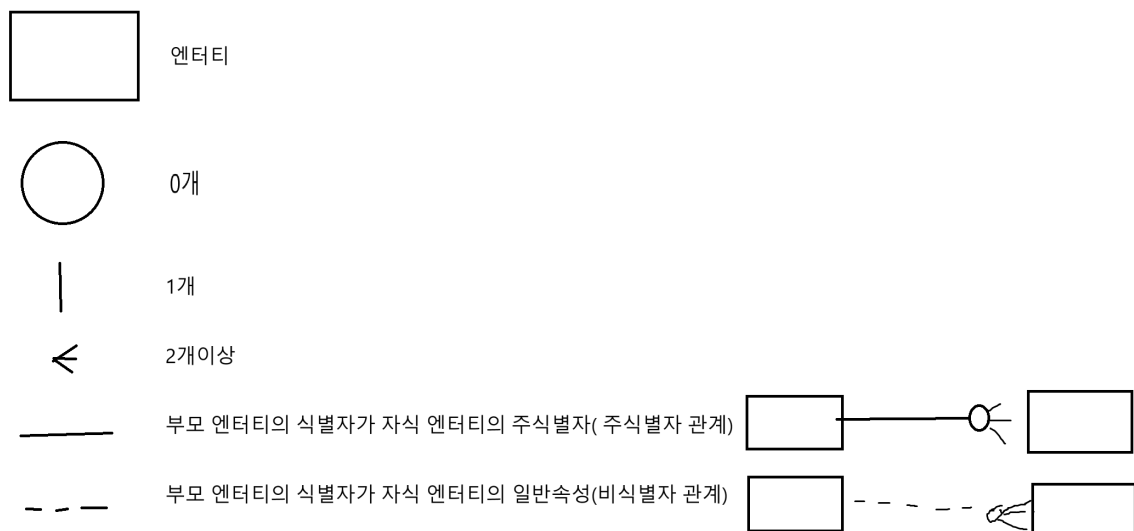 엔터티
0개
1개
2개이상
부모 엔터티의 식별자가 자식 엔터티의 주식별자( 주식별자 관계)
부모 엔터티의 식별자가 자식 엔터티의 일반속성(비식별자 관계)